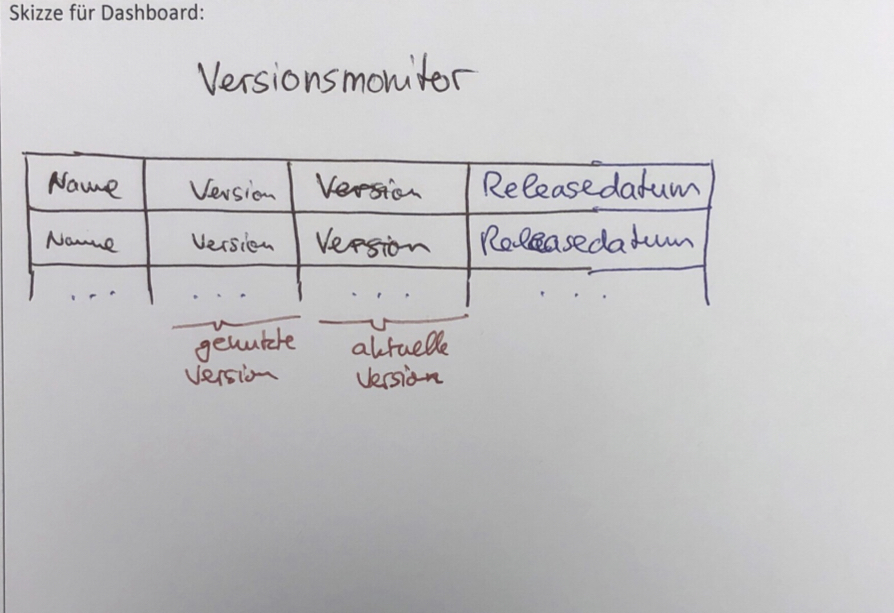 Skizze für Dashboard:
Versionsmonitor
Name Version Version Releasedatum
Name Version Version Releasedatum
... ... ... ...
genutzte aktuelle
Version Version